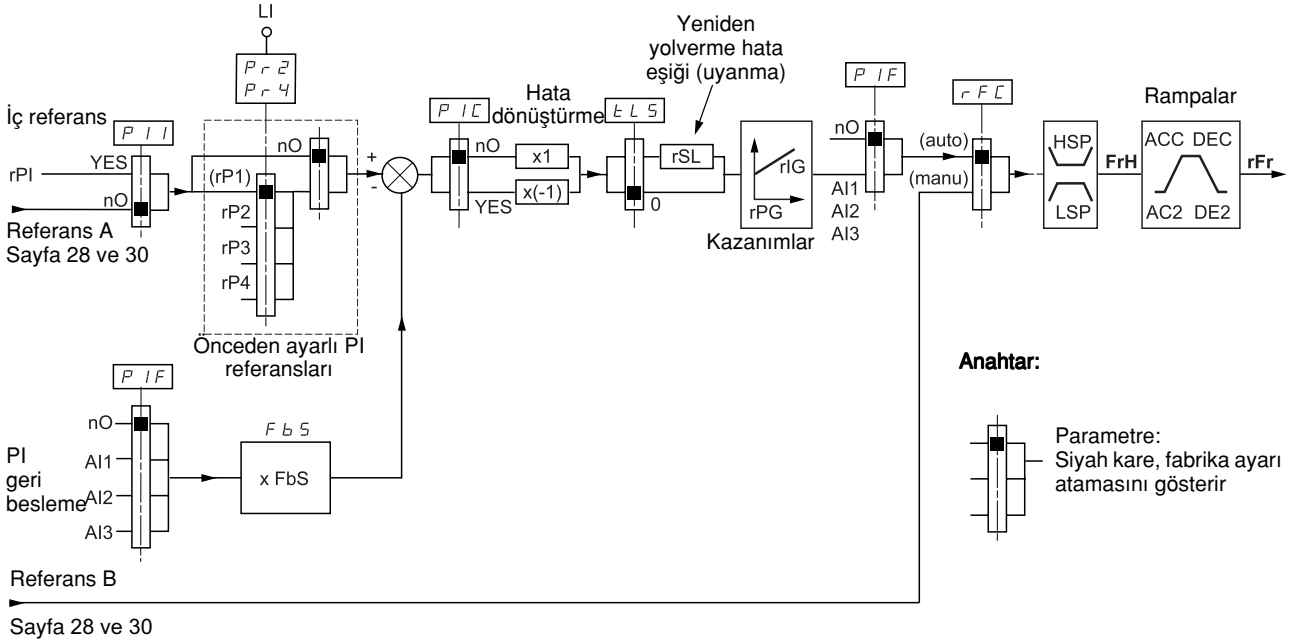 LI
Pr2
Pr4
Yeniden
yolverme hata
eşiği (uyanma)
İç referans
PII
YES
rPI
nO
Referans A
Sayfa 28 ve 30
nO
(rP1)
rP2
rP3
rP4
Önceden ayarlı PI
referansları
+
-
PIC
Hata
dönüştürme
nO
x1
YES
x(-1)
tLS
rSL
0
rIG
rPG
Kazanımlar
PIF
nO
AI1
AI2
AI3
rFC
(auto)
(manu)
HSP
LSP
FrH
Rampalar
ACC DEC
AC2 DE2
rFr
PIF
nO
PI
geri
besleme
AI1
AI2
AI3
FbS
x FbS
Anahtar:
Parametre:
Siyah kare, fabrika ayarı
atamasını gösterir
Referans B
Sayfa 28 ve 30